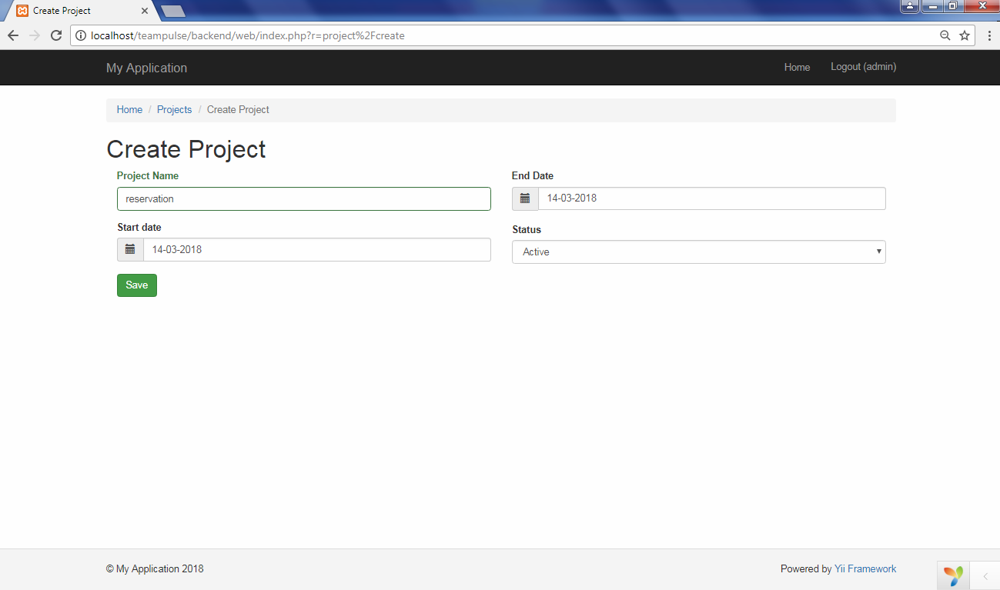 Create Project
localhost/teampulse/backend/web/index.php?r=project%2Fcreate
My Application
Home
Logout (admin)
Home / Projects / Create Project
Create Project
Project Name
reservation
End Date
14-03-2018
Start date
14-03-2018
Status
Active
Save
© My Application 2018
Powered by Yii Framework